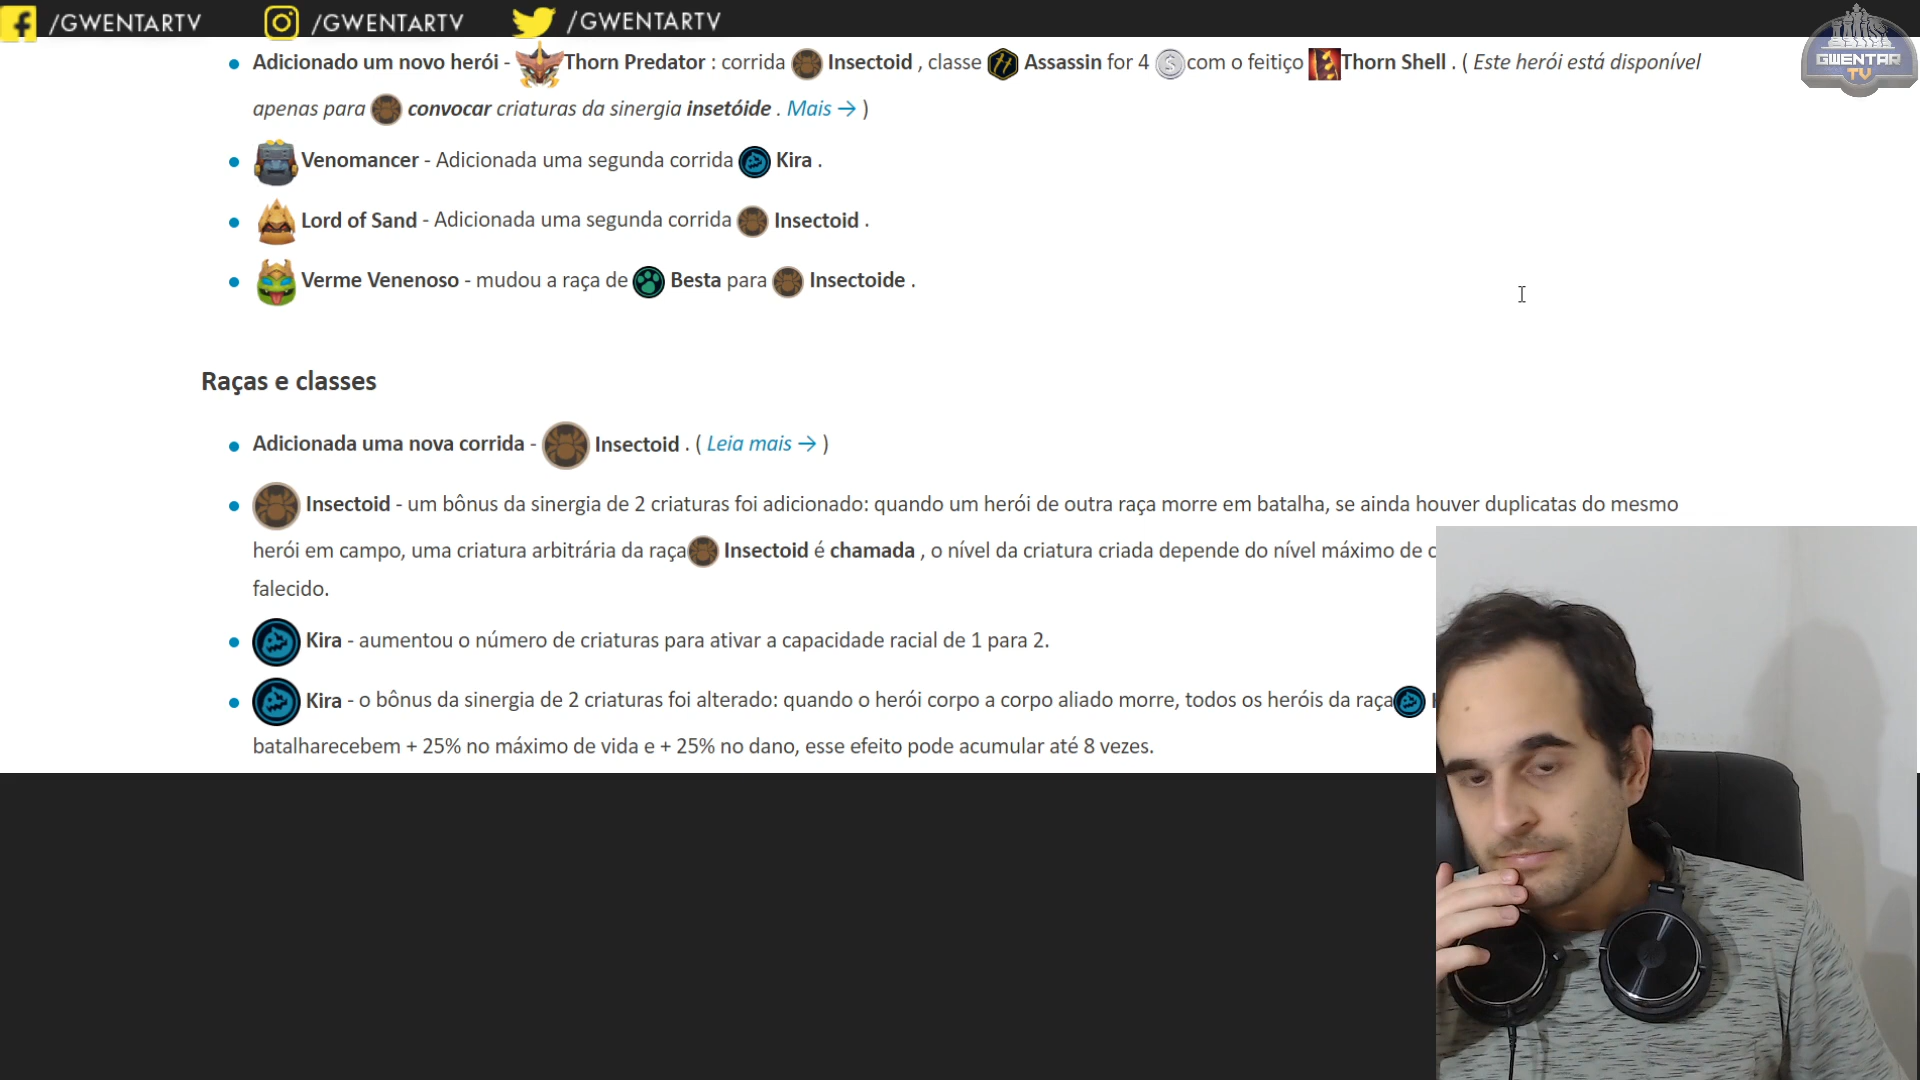 /GWENTARTV /GWENTARTV /GWENTARTV
GWENTAR
TV
Adicionado um novo herói - Thorn Predator : corrida Insectoid , classe Assassin for 4 com o feitiço Thorn Shell . ( Este herói está disponível
apenas para convocar criaturas da sinergia insetóide . Mais → )
Venomancer - Adicionada uma segunda corrida Kira .
Lord of Sand - Adicionada uma segunda corrida Insectoid .
Verme Venenoso - mudou a raça de Besta para Insectoide .
Raças e classes
Adicionada uma nova corrida - Insectoid . ( Leia mais → )
Insectoid - um bônus da sinergia de 2 criaturas foi adicionado: quando um herói de outra raça morre em batalha, se ainda houver duplicatas do mesmo
herói em campo, uma criatura arbitrária da raça Insectoid é chamada , o nível da criatura criada depende do nível máximo de
falecido.
Kira - aumentou o número de criaturas para ativar a capacidade racial de 1 para 2.
Kira - o bônus da sinergia de 2 criaturas foi alterado: quando o herói corpo a corpo aliado morre, todos os heróis da raça
batalharecebem + 25% no máximo de vida e + 25% no dano, esse efeito pode acumular até 8 vezes.